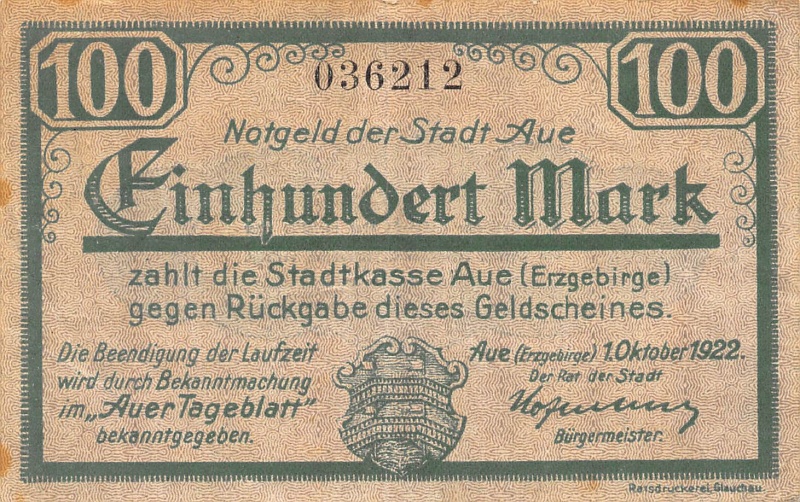 100 036212 100
Notgeld der Stadt Aue
Einhundert Mark
zahlt die Stadtkasse Aue (Erzgebirge)
gegen Rückgabe dieses Geldscheines.
Die Beendigung der Laufzeit
wird durch Bekanntmachung
im „Auer Tageblatt“
bekanntgegeben.
Aue (Erzgebirge) 1. Oktober 1922.
Der Rat der Stadt
Bürgermeister.
Ratsdruckerei Glauchau.